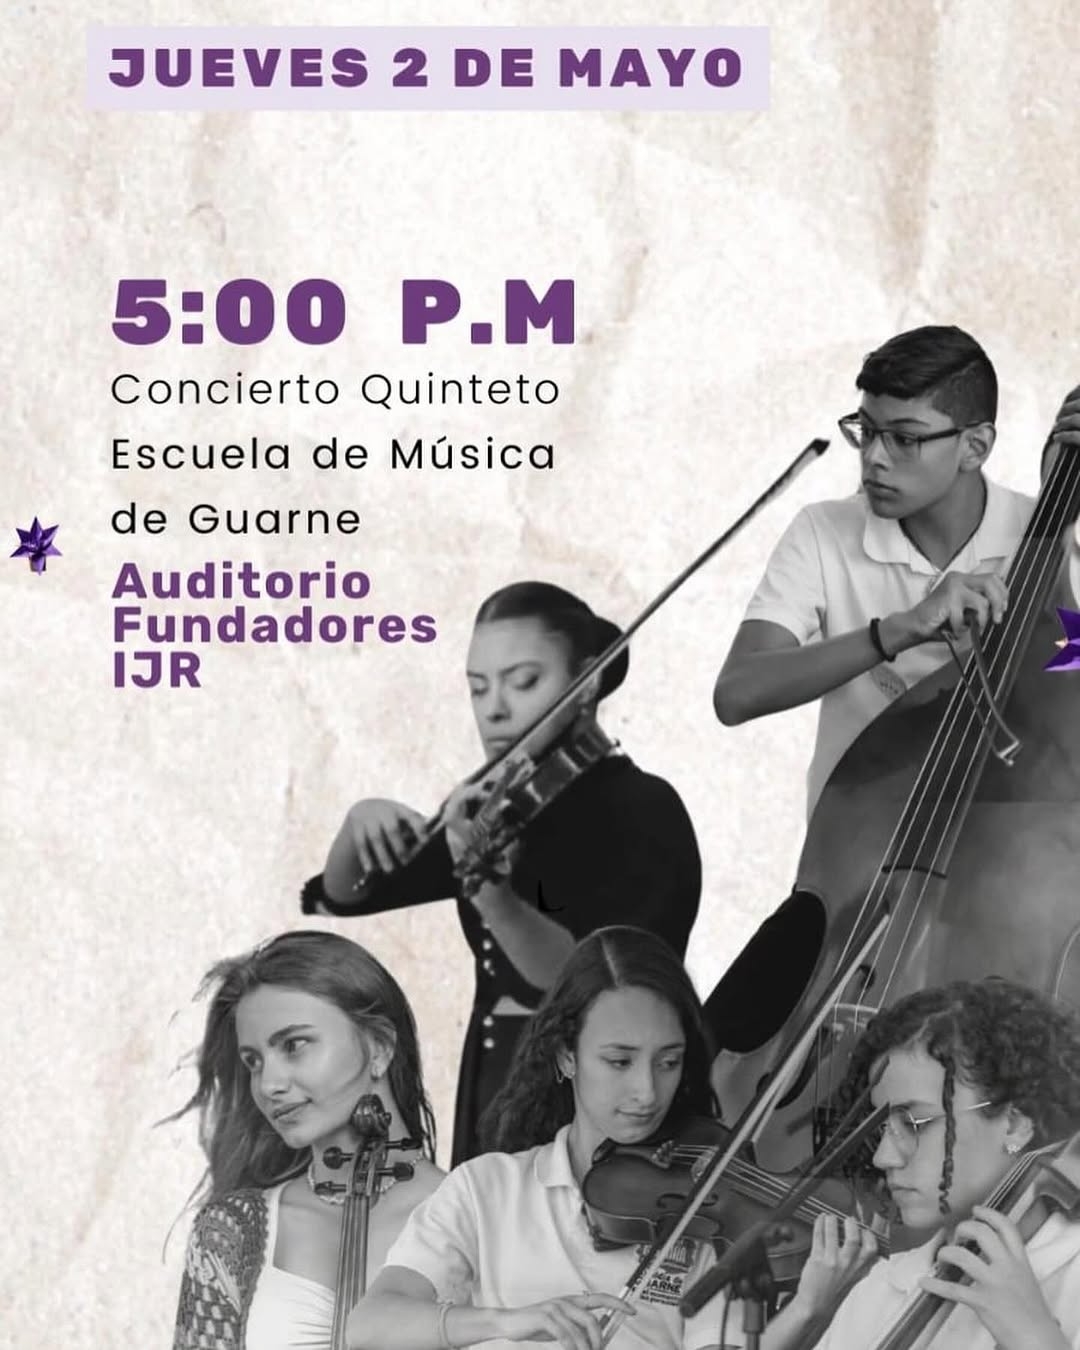 JUEVES 2 DE MAYO
5:00 P.M
Concierto Quinteto
Escuela de Música
de Guarne
Auditorio
Fundadores
IJR